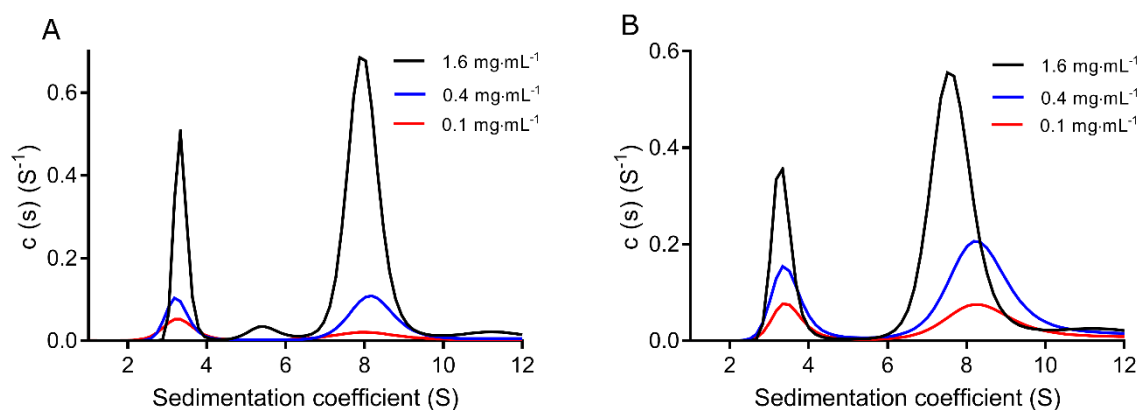 A
1.6 mg·mL⁻¹
0.4 mg·mL⁻¹
0.1 mg·mL⁻¹
c (s) (S⁻¹)
0.6
0.4
0.2
0.0
2 4 6 8 10 12
Sedimentation coefficient (S)
B
1.6 mg·mL⁻¹
0.4 mg·mL⁻¹
0.1 mg·mL⁻¹
c (s) (S⁻¹)
0.6
0.4
0.2
0.0
2 4 6 8 10 12
Sedimentation coefficient (S)